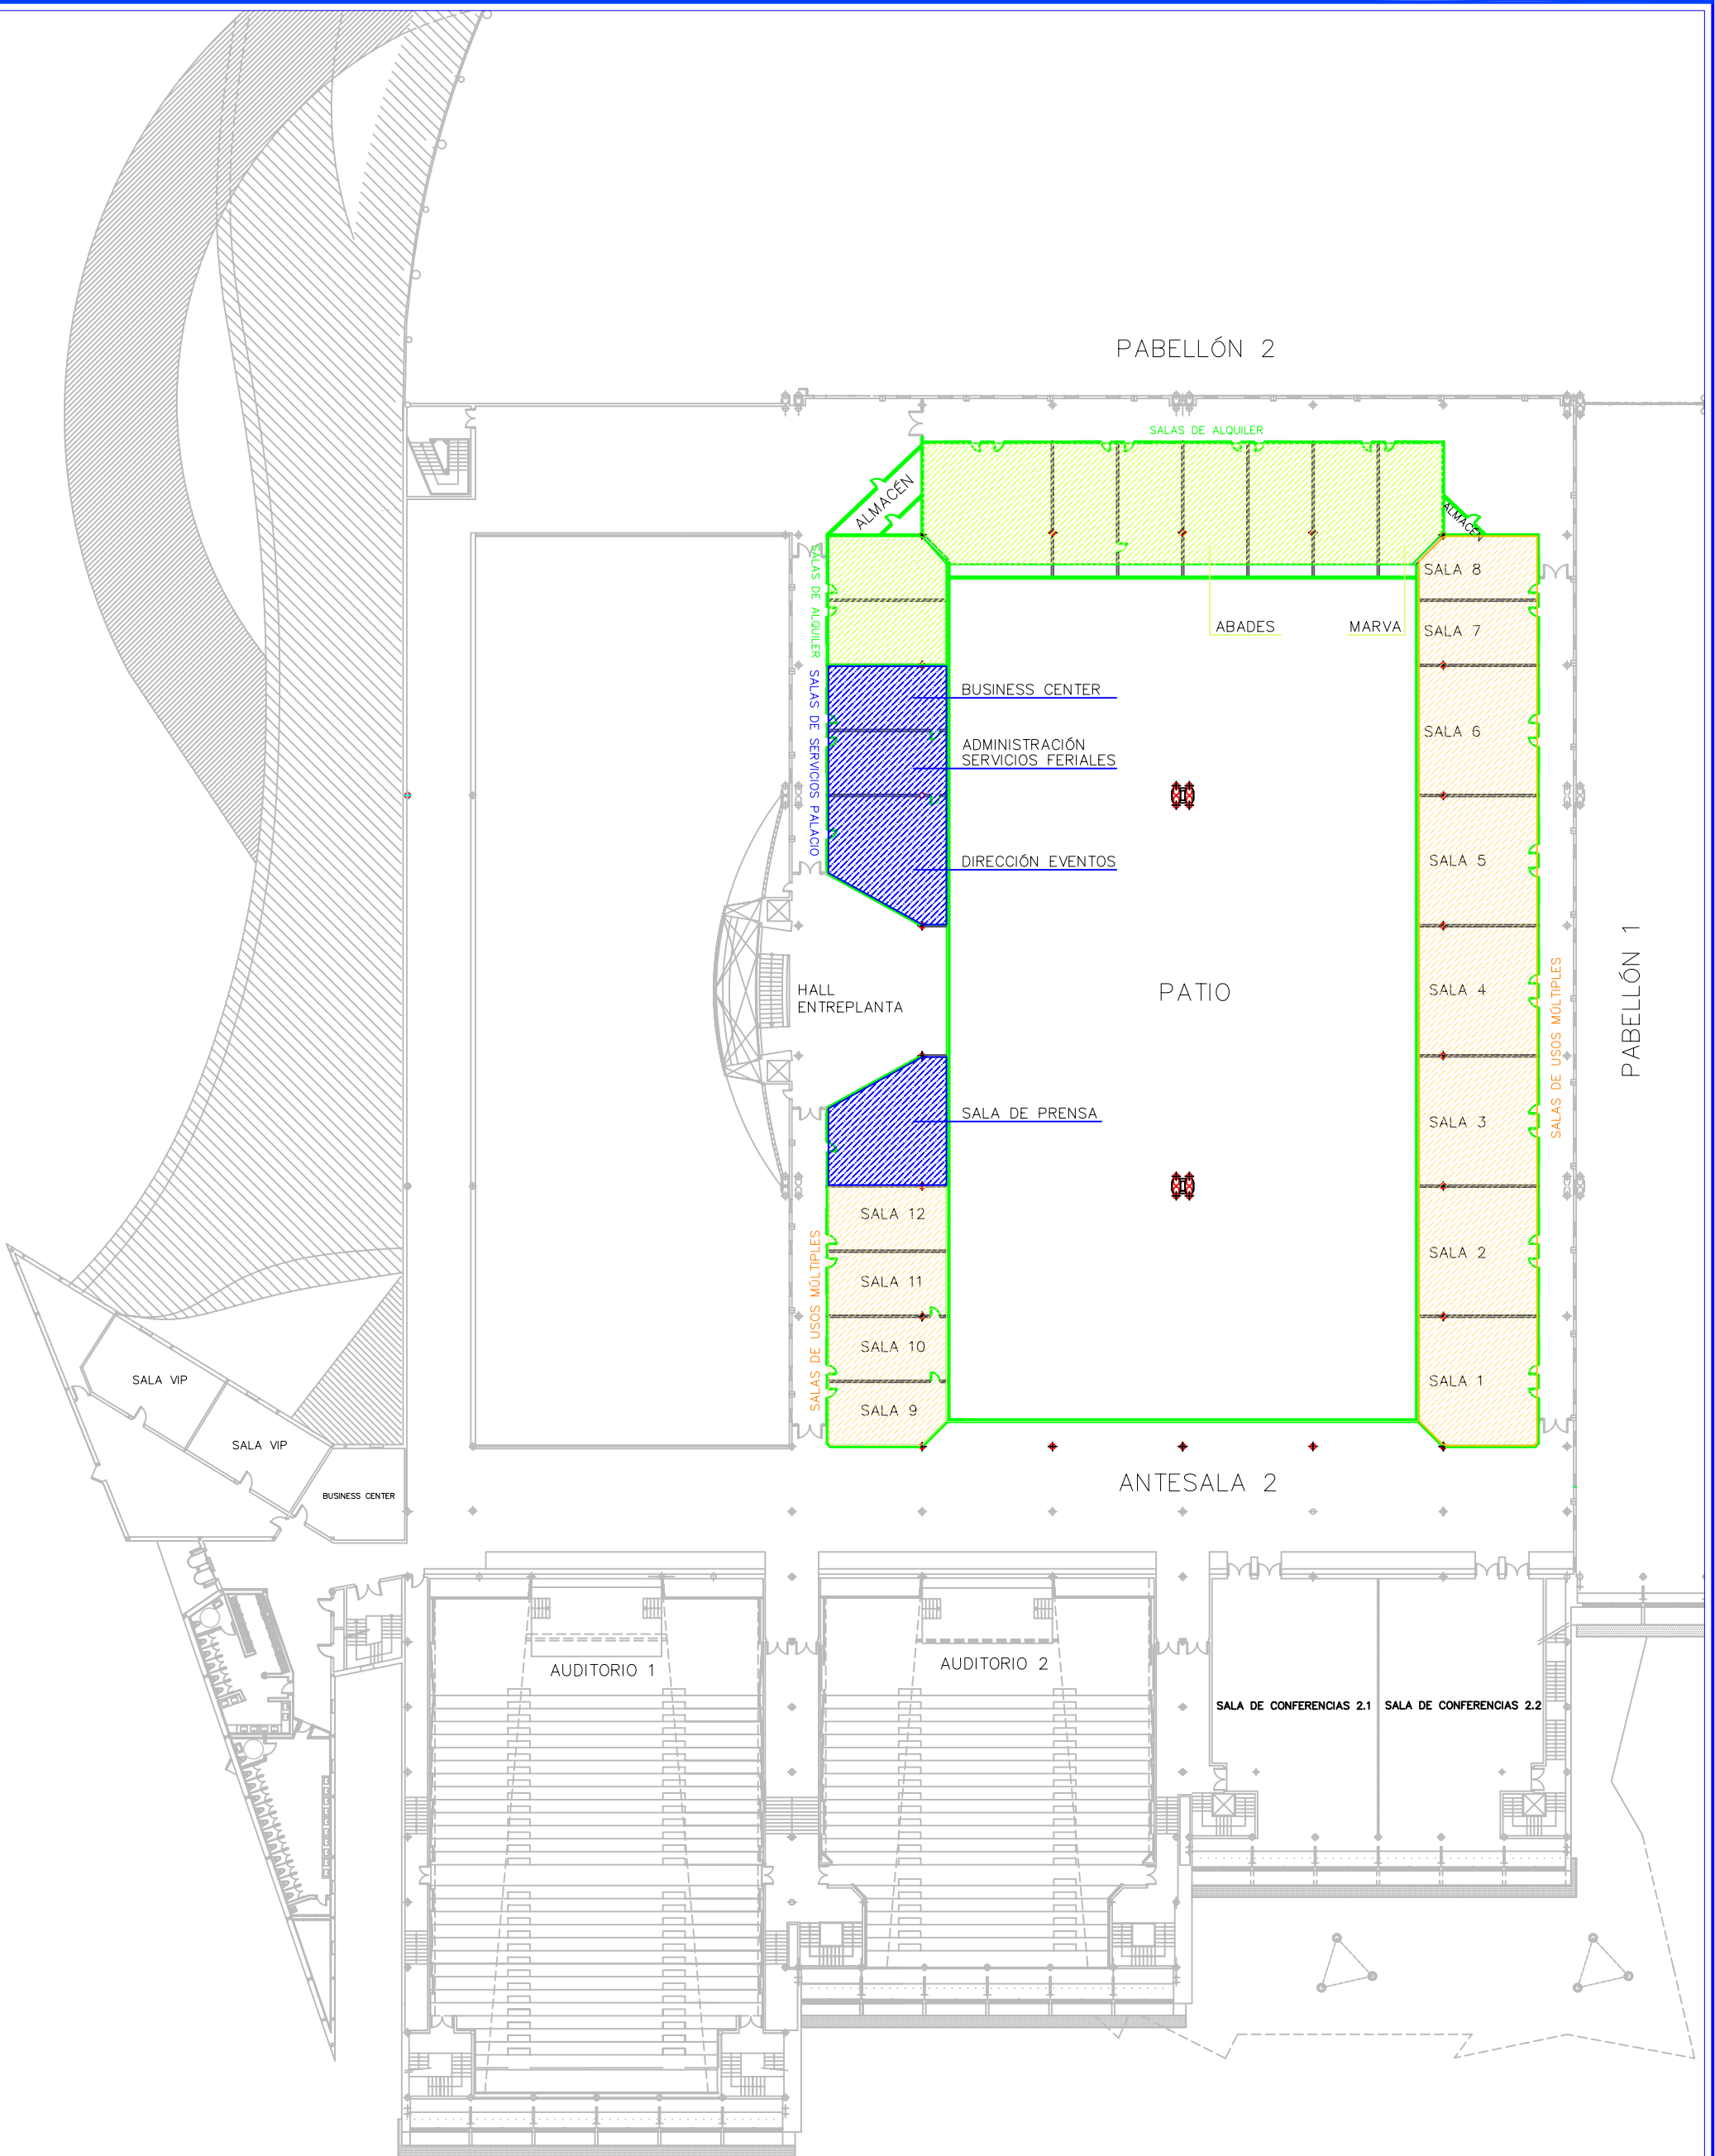 PABELLÓN 2
SALAS DE ALQUILER
ALMACÉN
ALMACÉN
SALAS DE ALQUILER
SALA 8
ABADES
MARVA
SALA 7
SALAS DE SERVICIOS PALACIO
BUSINESS CENTER
SALA 6
ADMINISTRACIÓN
SERVICIOS FERIALES
DIRECCIÓN EVENTOS
SALA 5
PABELLÓN 1
HALL
ENTREPLANTA
PATIO
SALA 4
SALAS DE USOS MÚLTIPLES
SALA DE PRENSA
SALA 3
SALA 12
SALA 2
SALAS DE USOS MÚLTIPLES
SALA 11
SALA 10
SALA VIP
SALA 1
SALA 9
SALA VIP
ANTESALA 2
BUSINESS CENTER
AUDITORIO 1
AUDITORIO 2
SALA DE CONFERENCIAS 2.1
SALA DE CONFERENCIAS 2.2